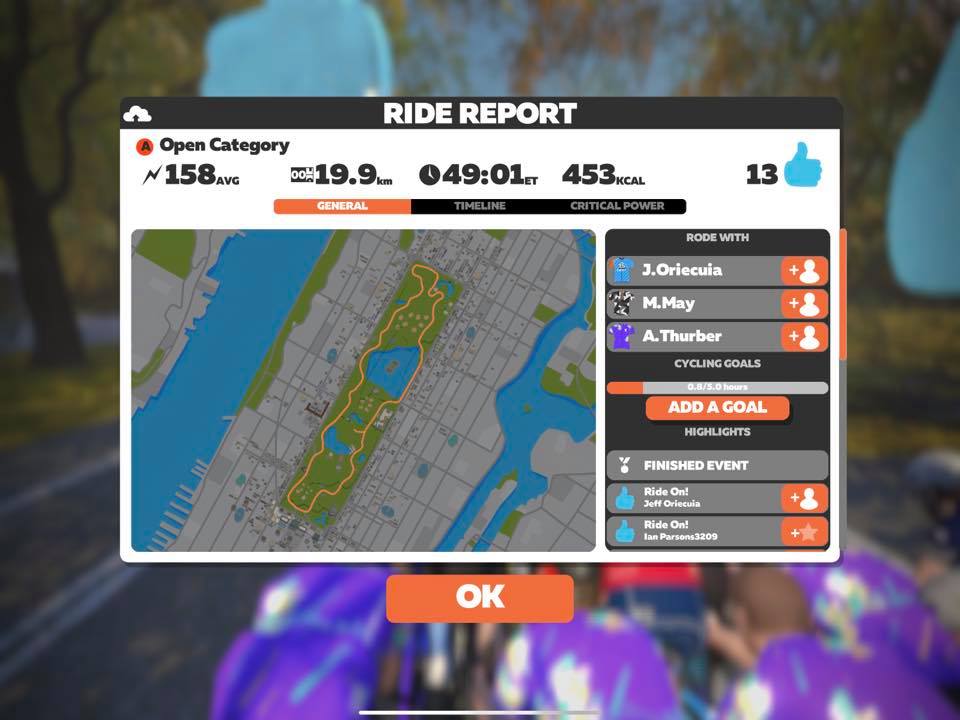 RIDE REPORT
A Open Category
158AVG
19.9km
49:01ET
453KCAL
13
GENERAL
TIMELINE
CRITICAL POWER
RODE WITH
J.Oriecuia
M.May
A.Thurber
CYCLING GOALS
0.8/5.0 hours
ADD A GOAL
HIGHLIGHTS
FINISHED EVENT
Ride On!
Jeff Oriecuia
Ride On!
Ian Parsons3209
OK